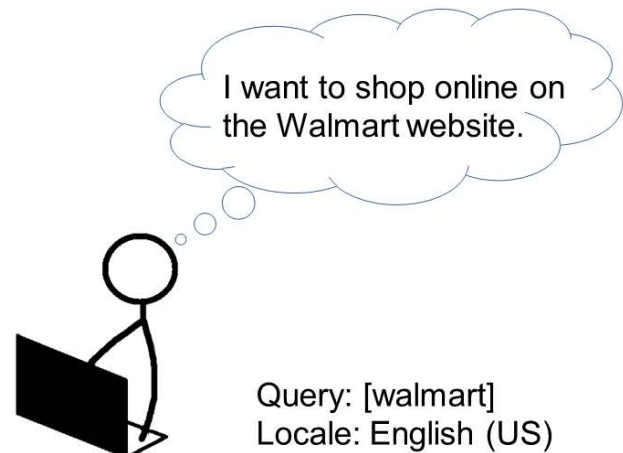 I want to shop online on
the Walmart website.
Query: [walmart]
Locale: English (US)